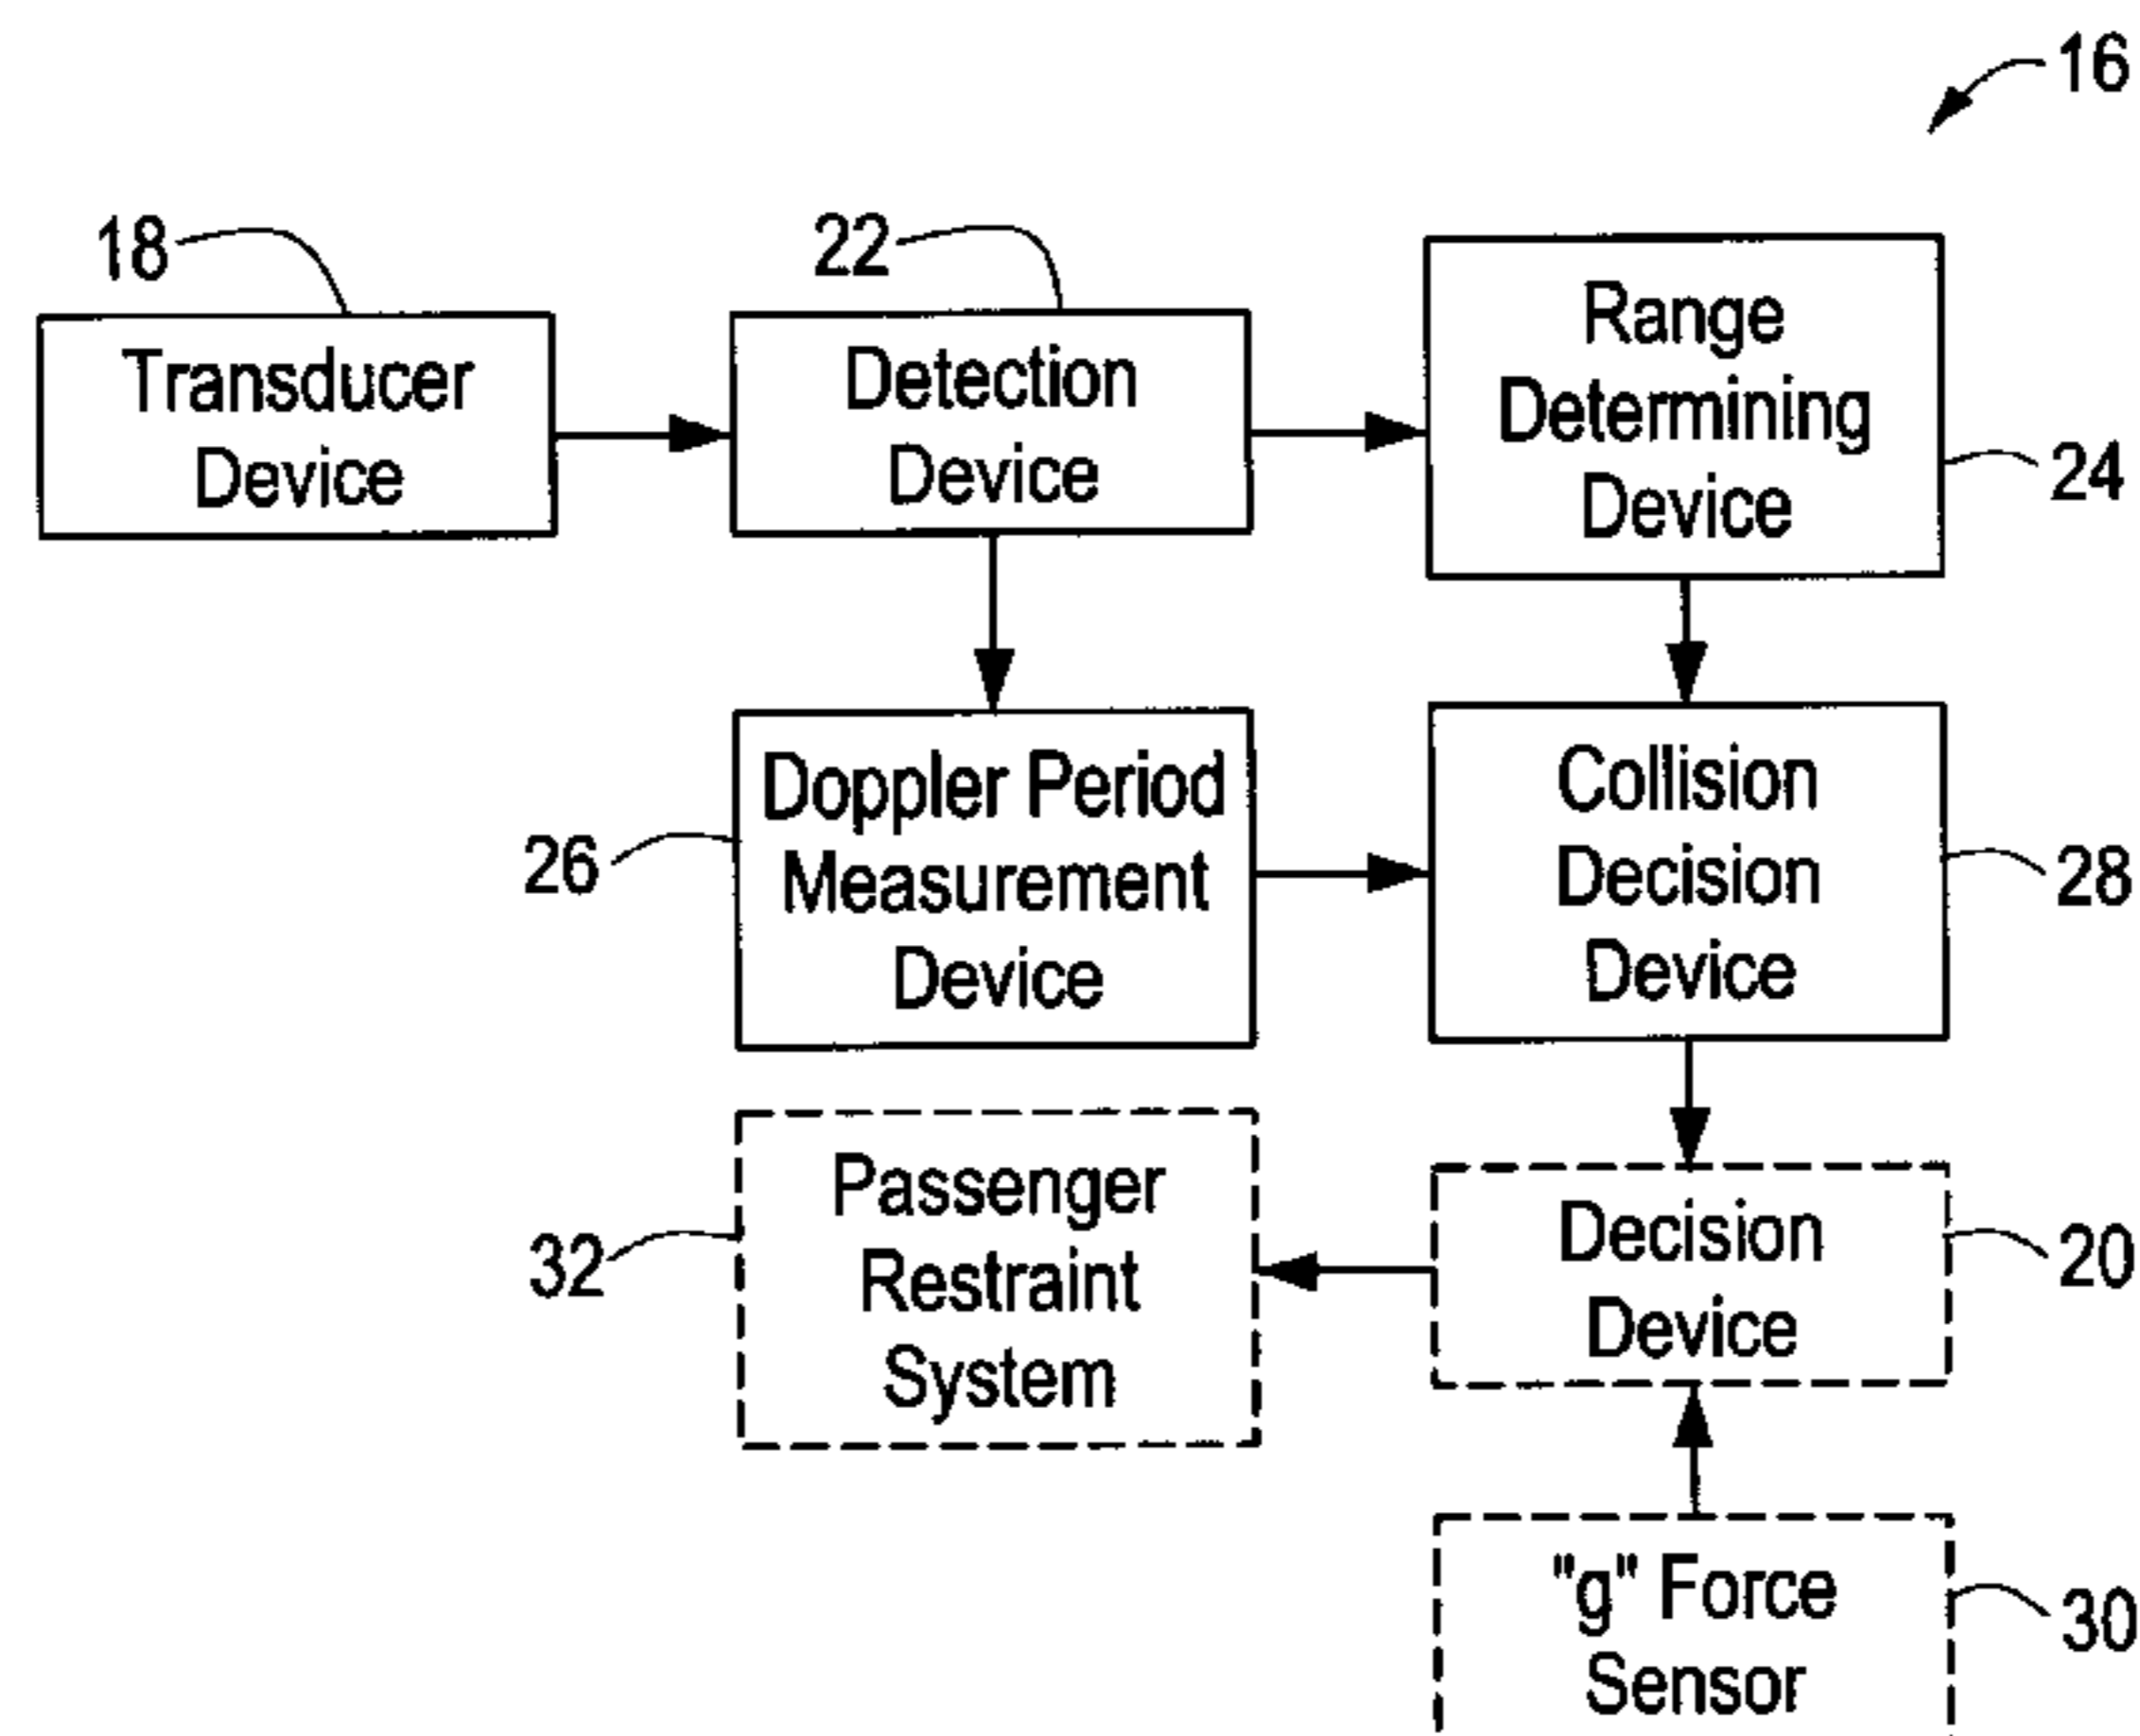 16
18
22
Transducer
Device
Detection
Device
Range
Determining
Device
24
26
Doppler Period
Measurement
Device
Collision
Decision
Device
28
32
Passenger
Restraint
System
Decision
Device
20
"g" Force
Sensor
30